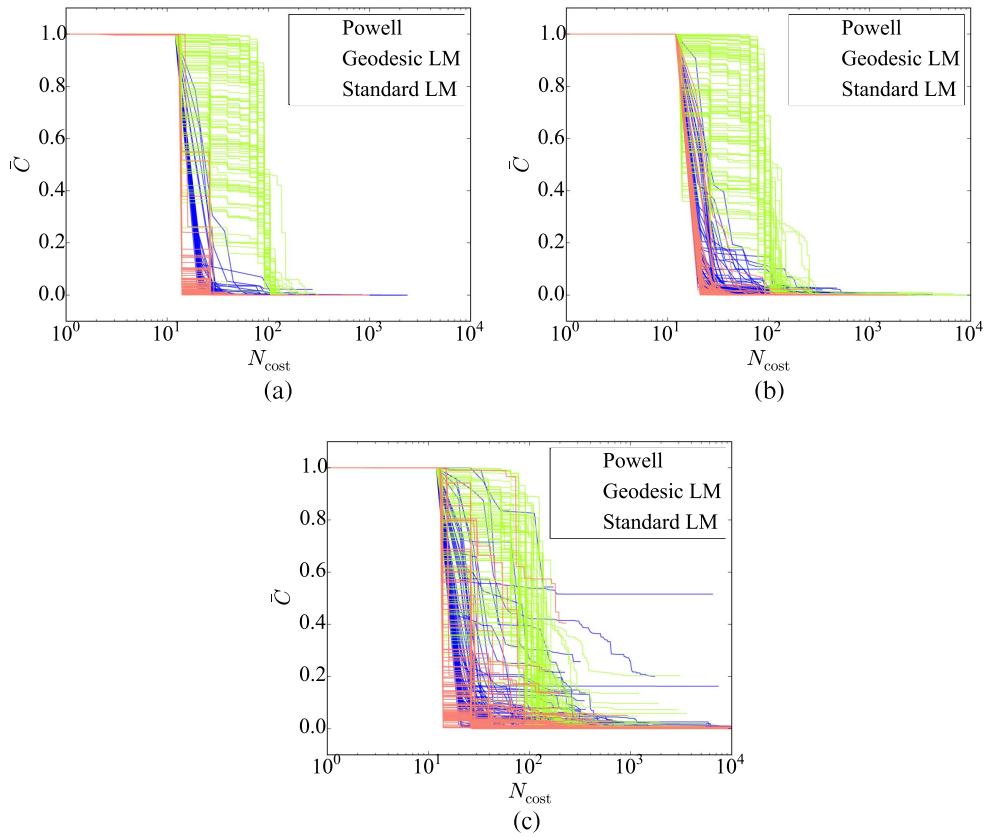 Powell
Geodesic LM
Standard LM
1.0
0.8
0.6
0.4
0.2
0.0
C̄
10⁰ 10¹ 10² 10³ 10⁴
N_cost
(a)
Powell
Geodesic LM
Standard LM
1.0
0.8
0.6
0.4
0.2
0.0
C̄
10⁰ 10¹ 10² 10³ 10⁴
N_cost
(b)
Powell
Geodesic LM
Standard LM
1.0
0.8
0.6
0.4
0.2
0.0
C̄
10⁰ 10¹ 10² 10³ 10⁴
N_cost
(c)